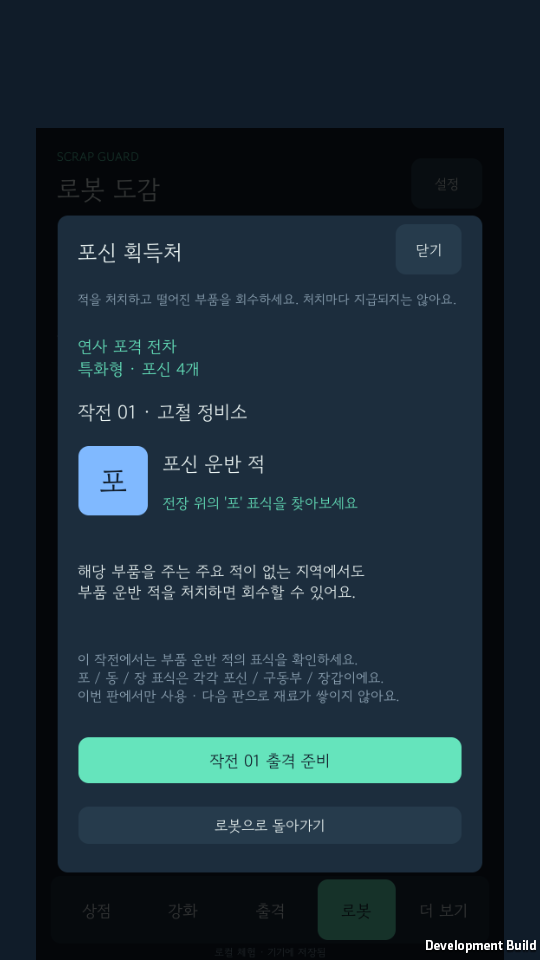 SCRAP GUARD
로봇 도감
설정
포신 획득처
닫기
적을 처치하고 떨어진 부품을 회수하세요. 처치마다 지급되지는 않아요.
연사 포격 전차
특화형 · 포신 4개
작전 01 · 고철 정비소
포
포신 운반 적
전장 위의 '포' 표식을 찾아보세요
해당 부품을 주는 주요 적이 없는 지역에서도
부품 운반 적을 처치하면 회수할 수 있어요.
이 작전에서는 부품 운반 적의 표식을 확인하세요.
포 / 동 / 장 표식은 각각 포신 / 구동부 / 장갑이에요.
이번 판에서만 사용 · 다음 판으로 재료가 쌓이지 않아요.
작전 01 출격 준비
로봇으로 돌아가기
상점
강화
출격
로봇
더 보기
Development Build